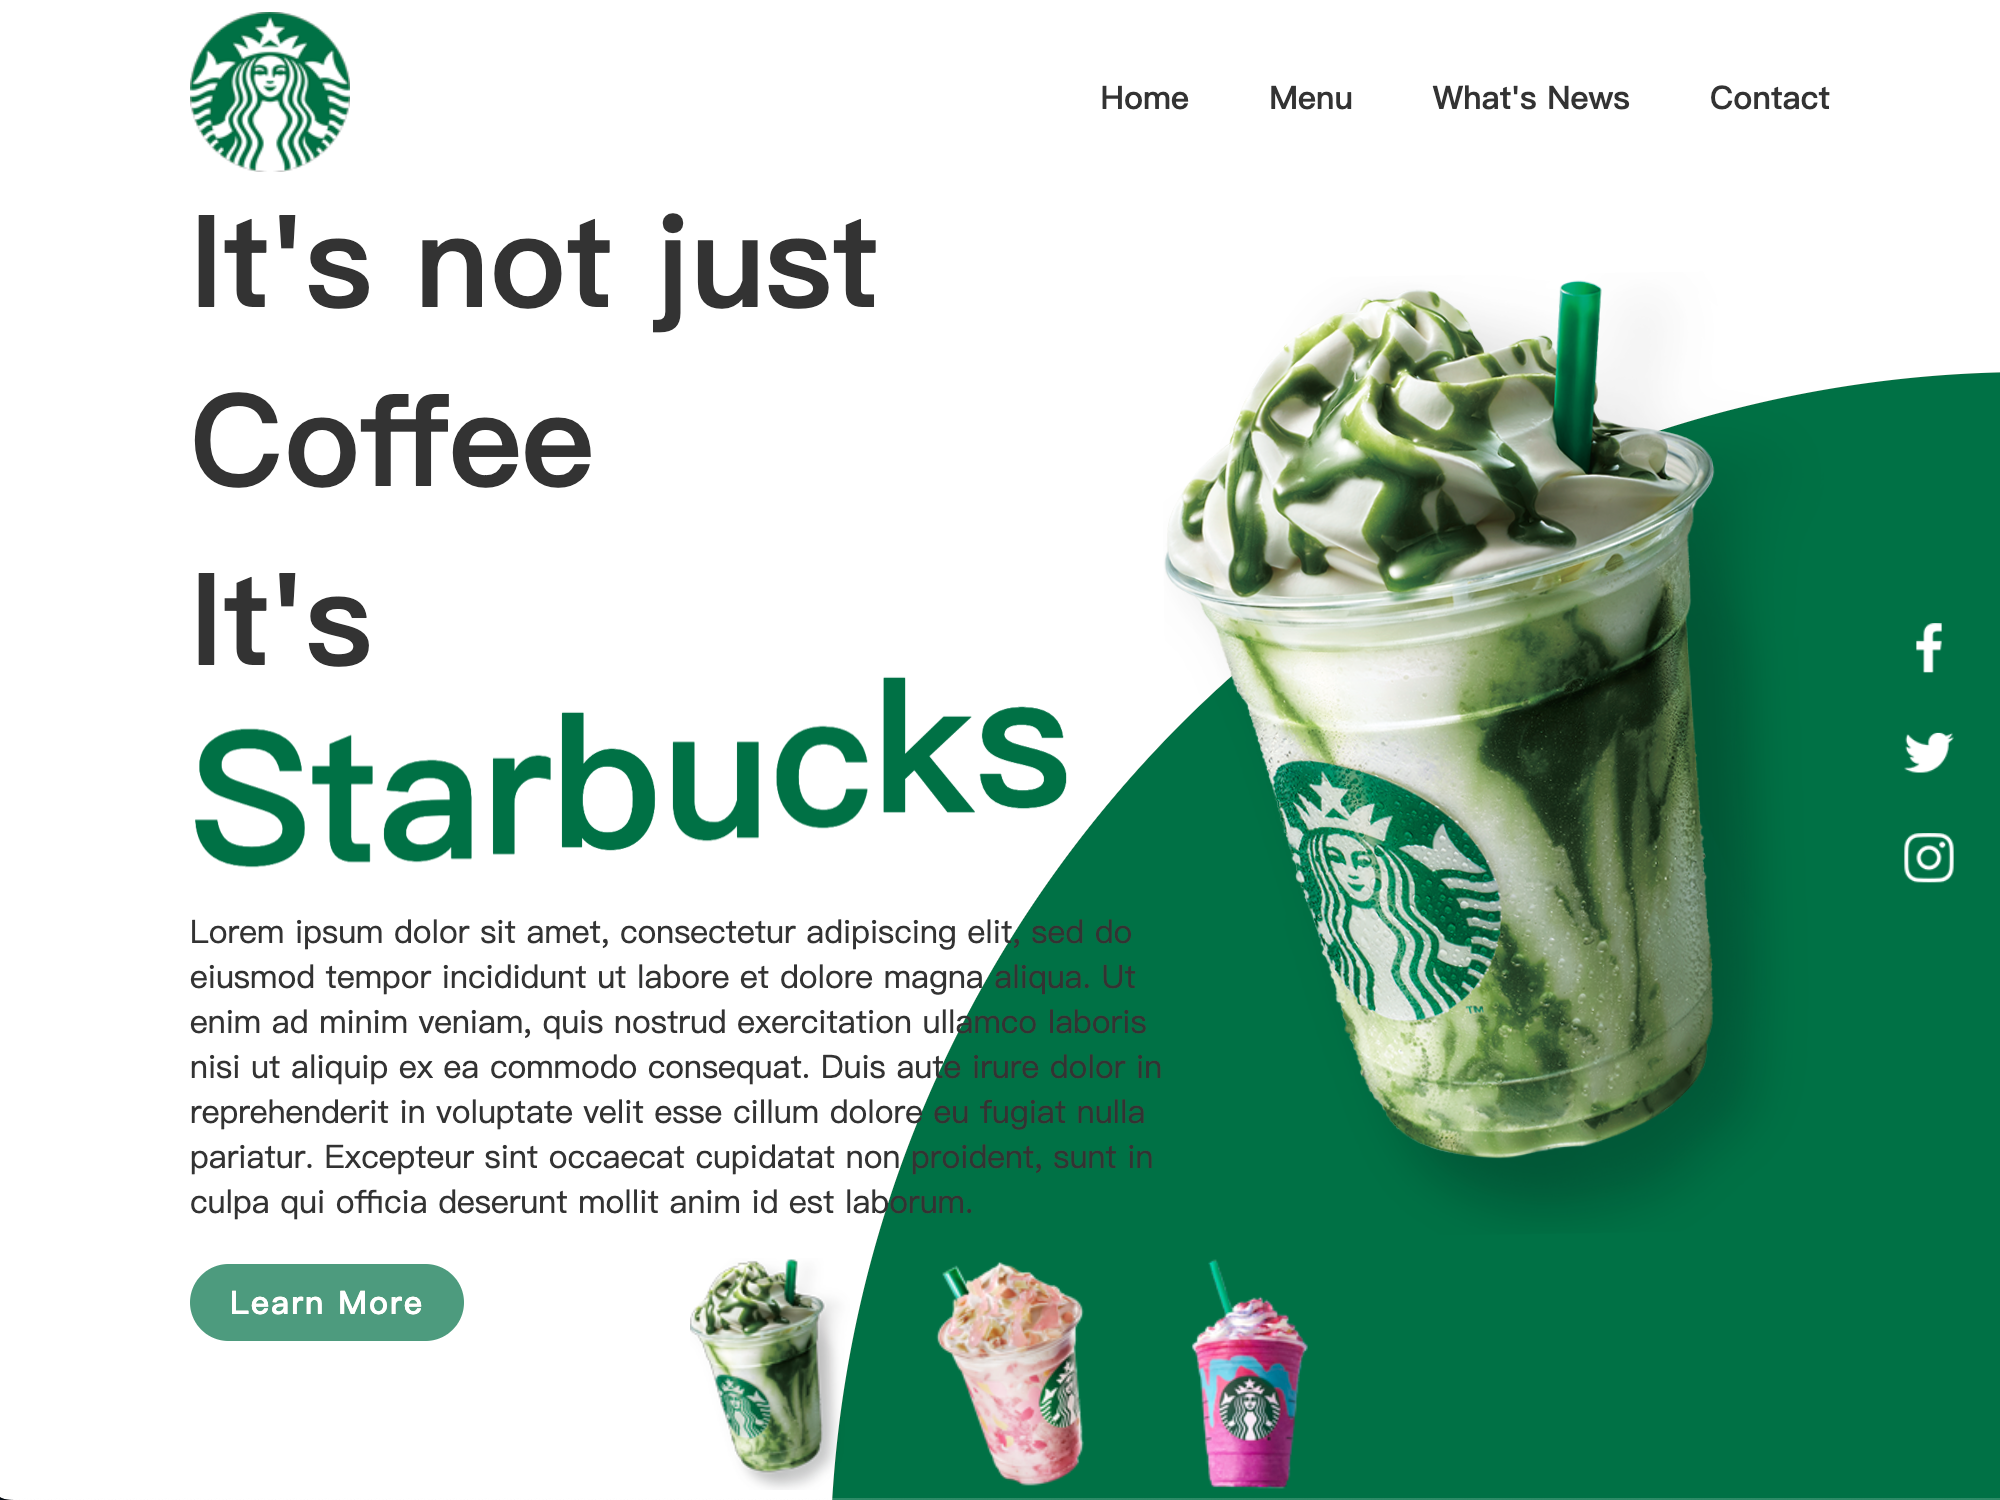 Home Menu What's News Contact
It's not just
Coffee
It's
Starbucks
Lorem ipsum dolor sit amet, consectetur adipiscing elit, sed do
eiusmod tempor incididunt ut labore et dolore magna aliqua. Ut
enim ad minim veniam, quis nostrud exercitation ullamco laboris
nisi ut aliquip ex ea commodo consequat. Duis aute irure dolor in
reprehenderit in voluptate velit esse cillum dolore eu fugiat nulla
pariatur. Excepteur sint occaecat cupidatat non proident, sunt in
culpa qui officia deserunt mollit anim id est laborum.
TM
Learn More